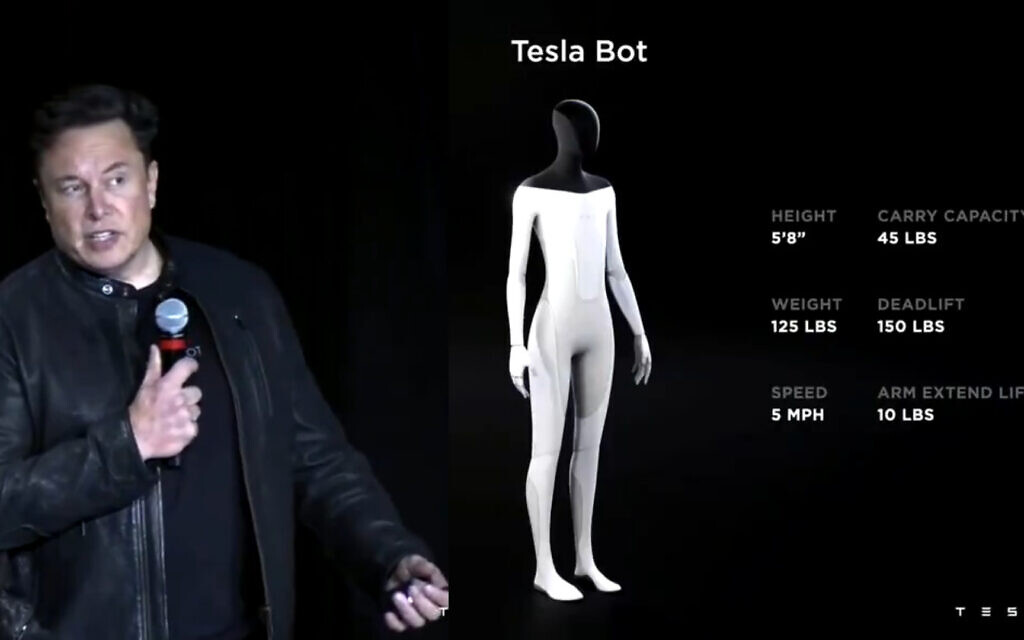 Tesla Bot
HEIGHT
5'8”
CARRY CAPACITY
45 LBS
WEIGHT
125 LBS
DEADLIFT
150 LBS
SPEED
5 MPH
ARM EXTEND LIF
10 LBS
T E S